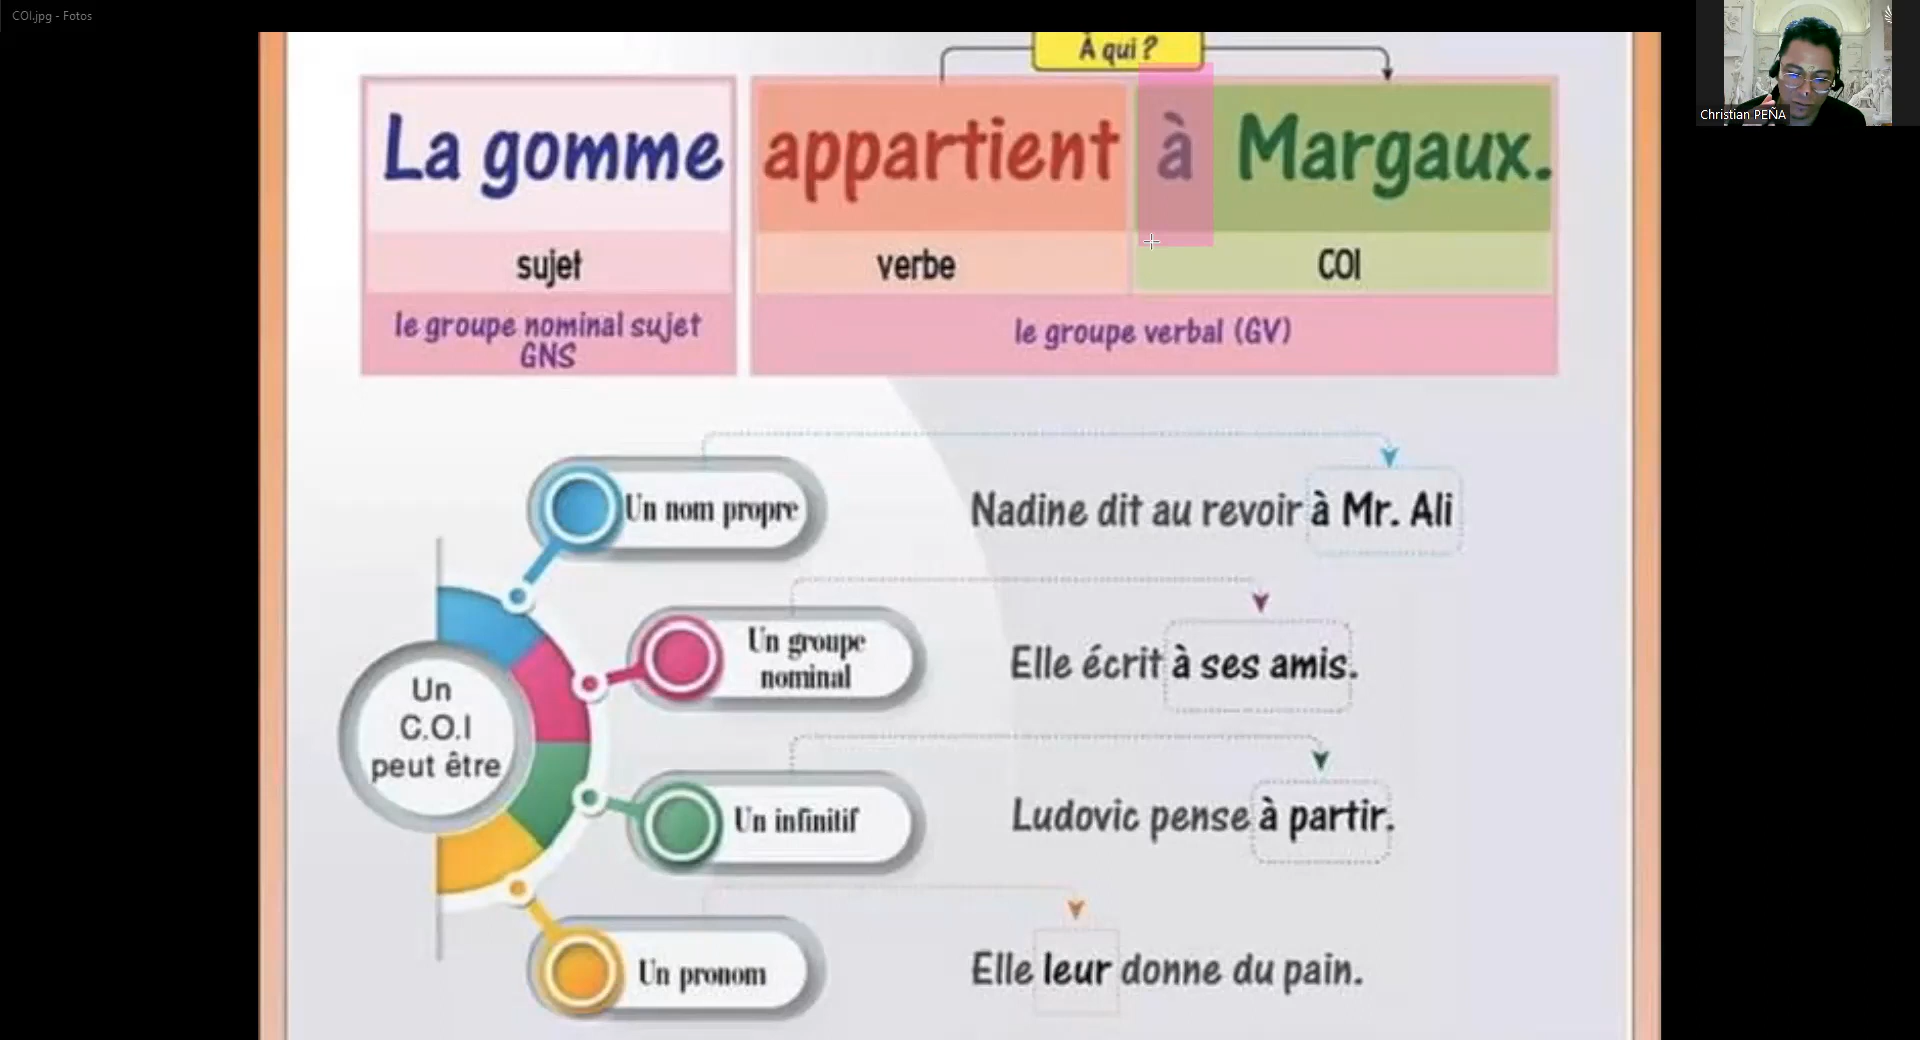 COI.jpg - Fotos
Christian PEÑA
À qui ?
La gomme appartient à Margaux.
sujet verbe COI
le groupe nominal sujet
GNS
le groupe verbal (GV)
Un nom propre
Nadine dit au revoir à Mr. Ali
Un groupe
nominal
Elle écrit à ses amis.
Un
C.O.I
peut être
Un infinitif
Ludovic pense à partir.
Un pronom
Elle leur donne du pain.